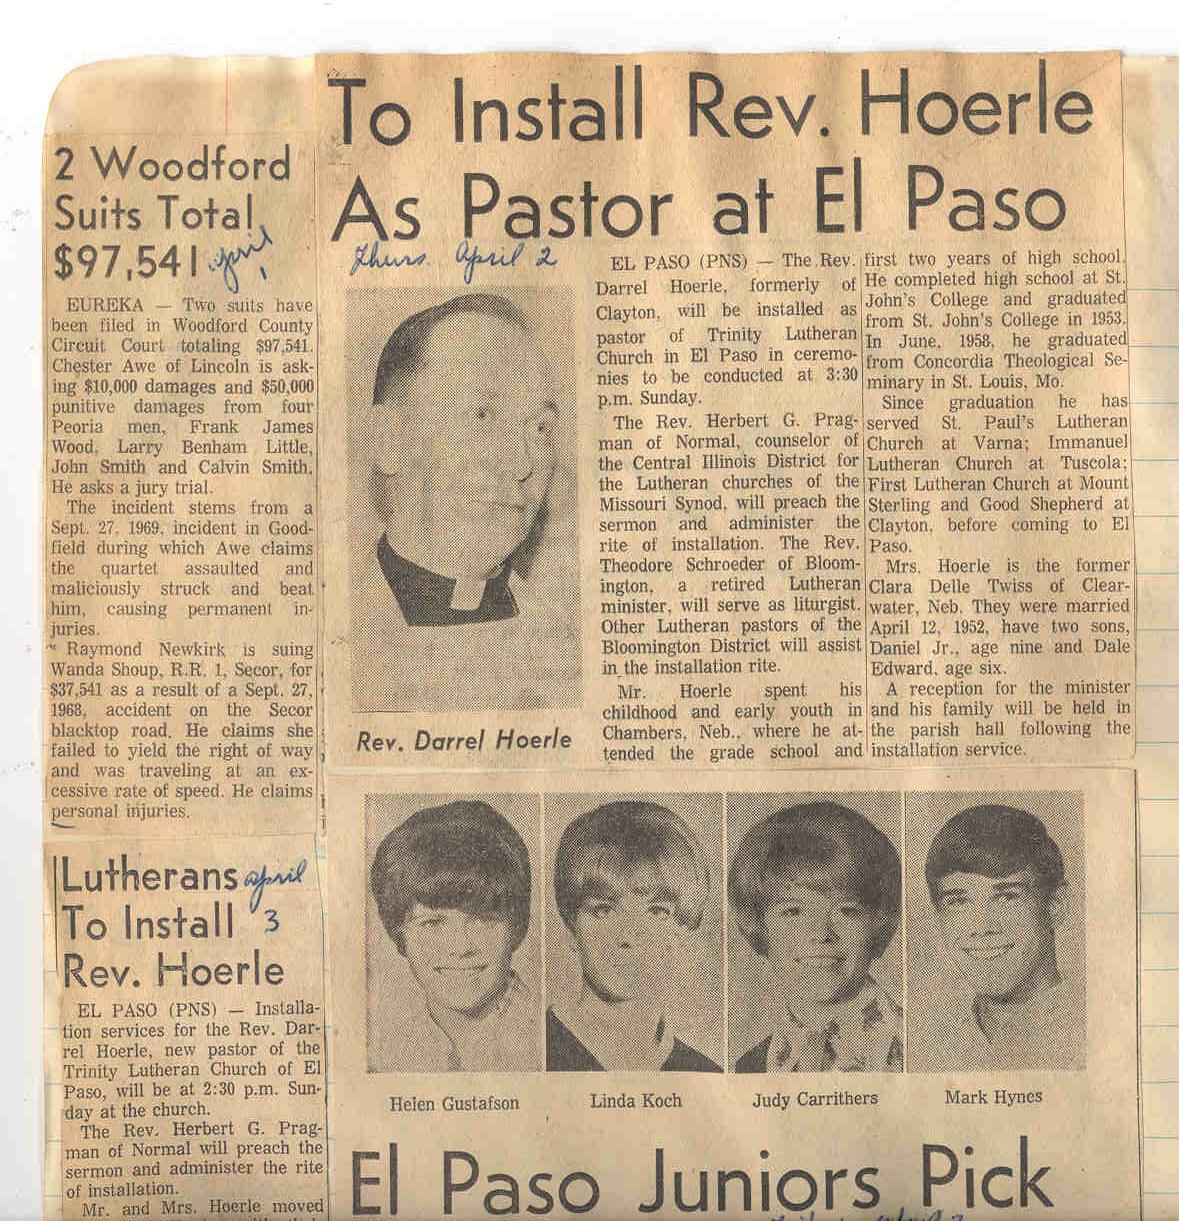 2 Woodford
Suits Total
$97,541
april
1
EUREKA — Two suits have
been filed in Woodford County
Circuit Court totaling $97,541.
Chester Awe of Lincoln is ask-
ing $10,000 damages and $50,000
punitive damages from four
Peoria men, Frank James
Wood, Larry Benham Little,
John Smith and Calvin Smith.
He asks a jury trial.
The incident stems from a
Sept. 27, 1969, incident in Good-
field during which Awe claims
the quartet assaulted and
maliciously struck and beat
him, causing permanent in-
juries.
Raymond Newkirk is suing
Wanda Shoup, R.R. 1, Secor, for
$37,541 as a result of a Sept. 27,
1968, accident on the Secor
blacktop road. He claims she
failed to yield the right of way
and was traveling at an ex-
cessive rate of speed. He claims
personal injuries.
Lutherans
To Install
Rev. Hoerle
april
3
EL PASO (PNS) — Installa-
tion services for the Rev. Dar-
rel Hoerle, new pastor of the
Trinity Lutheran Church of El
Paso, will be at 2:30 p.m. Sun-
day at the church.
The Rev. Herbert G. Prag-
man of Normal will preach the
sermon and administer the rite
of installation.
Mr. and Mrs. Hoerle moved
To Install Rev. Hoerle
As Pastor at El Paso
Thurs. April 2
Rev. Darrel Hoerle
EL PASO (PNS) — The Rev.
Darrel Hoerle, formerly of
Clayton, will be installed as
pastor of Trinity Lutheran
Church in El Paso in ceremo-
nies to be conducted at 3:30
p.m. Sunday.
The Rev. Herbert G. Prag-
man of Normal, counselor of
the Central Illinois District for
the Lutheran churches of the
Missouri Synod, will preach the
sermon and administer the
rite of installation. The Rev.
Theodore Schroeder of Bloom-
ington, a retired Lutheran
minister, will serve as liturgist.
Other Lutheran pastors of the
Bloomington District will assist
in the installation rite.
Mr. Hoerle spent his
childhood and early youth in
Chambers, Neb., where he at-
tended the grade school and
first two years of high school.
He completed high school at St.
John's College and graduated
from St. John's College in 1953.
In June, 1958, he graduated
from Concordia Theological Se-
minary in St. Louis, Mo.
Since graduation he has
served St. Paul's Lutheran
Church at Varna; Immanuel
Lutheran Church at Tuscola;
First Lutheran Church at Mount
Sterling and Good Shepherd at
Clayton, before coming to El
Paso.
Mrs. Hoerle is the former
Clara Delle Twiss of Clear-
water, Neb. They were married
April 12, 1952, have two sons,
Daniel Jr., age nine and Dale
Edward, age six.
A reception for the minister
and his family will be held in
the parish hall following the
installation service.
Helen Gustafson
Linda Koch
Judy Carrithers
Mark Hynes
El Paso Juniors Pick